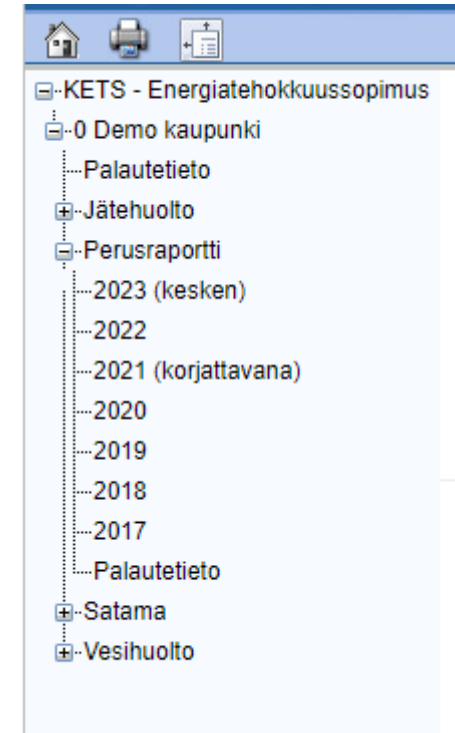 KETS - Energiatehokkuussopimus
0 Demo kaupunki
Palautetieto
Jätehuolto
Perusraportti
2023 (kesken)
2022
2021 (korjattavana)
2020
2019
2018
2017
Palautetieto
Satama
Vesihuolto